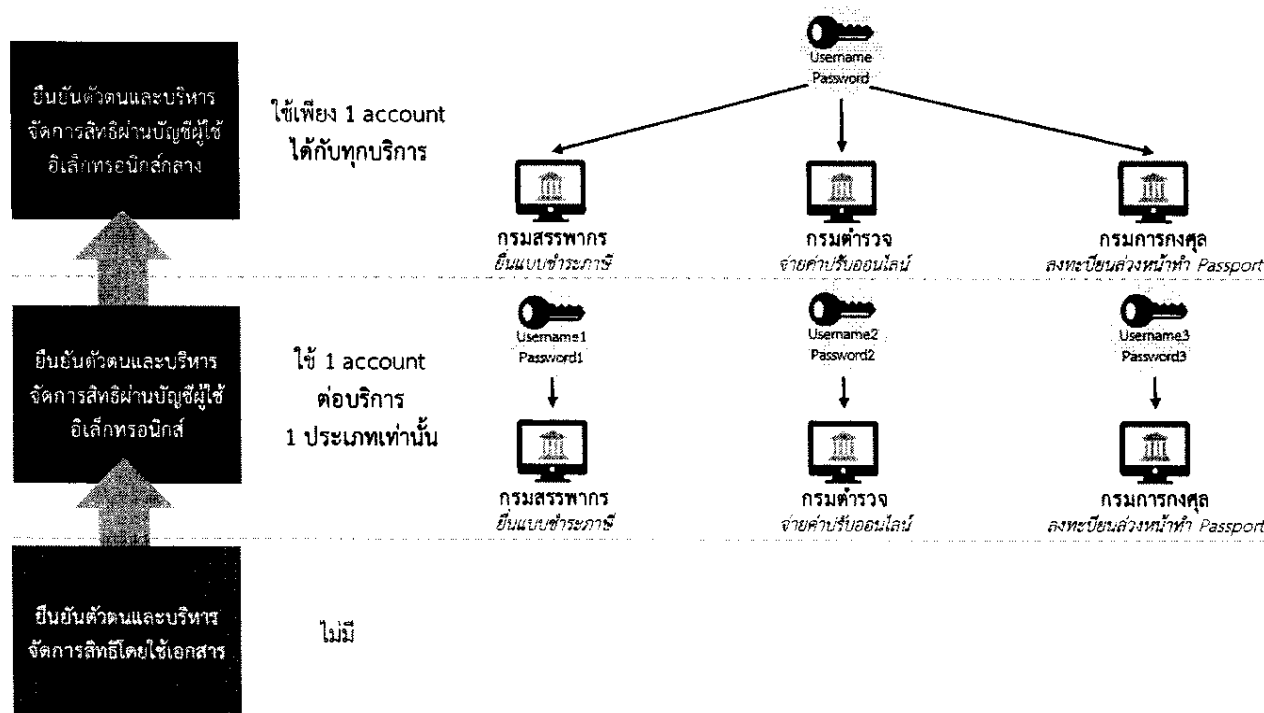 Username
Password
ยืนยันตัวตนและบริหาร
จัดการสิทธิผ่านบัญชีผู้ใช้
อิเล็กทรอนิกส์กลาง
ใช้เพียง 1 account
ได้กับทุกบริการ
กรมสรรพากร
ยื่นแบบชำระภาษี
กรมตำรวจ
จ่ายค่าปรับออนไลน์
กรมการกงศุล
ลงทะเบียนล่วงหน้าทำ Passport
ยืนยันตัวตนและบริหาร
จัดการสิทธิผ่านบัญชีผู้ใช้
อิเล็กทรอนิกส์
ใช้ 1 account
ต่อบริการ
1 ประเภทเท่านั้น
Username1
Password1
Username2
Password2
Username3
Password3
กรมสรรพากร
ยื่นแบบชำระภาษี
กรมตำรวจ
จ่ายค่าปรับออนไลน์
กรมการกงศุล
ลงทะเบียนล่วงหน้าทำ Passport
ยืนยันตัวตนและบริหาร
จัดการสิทธิโดยใช้เอกสาร
ไม่มี